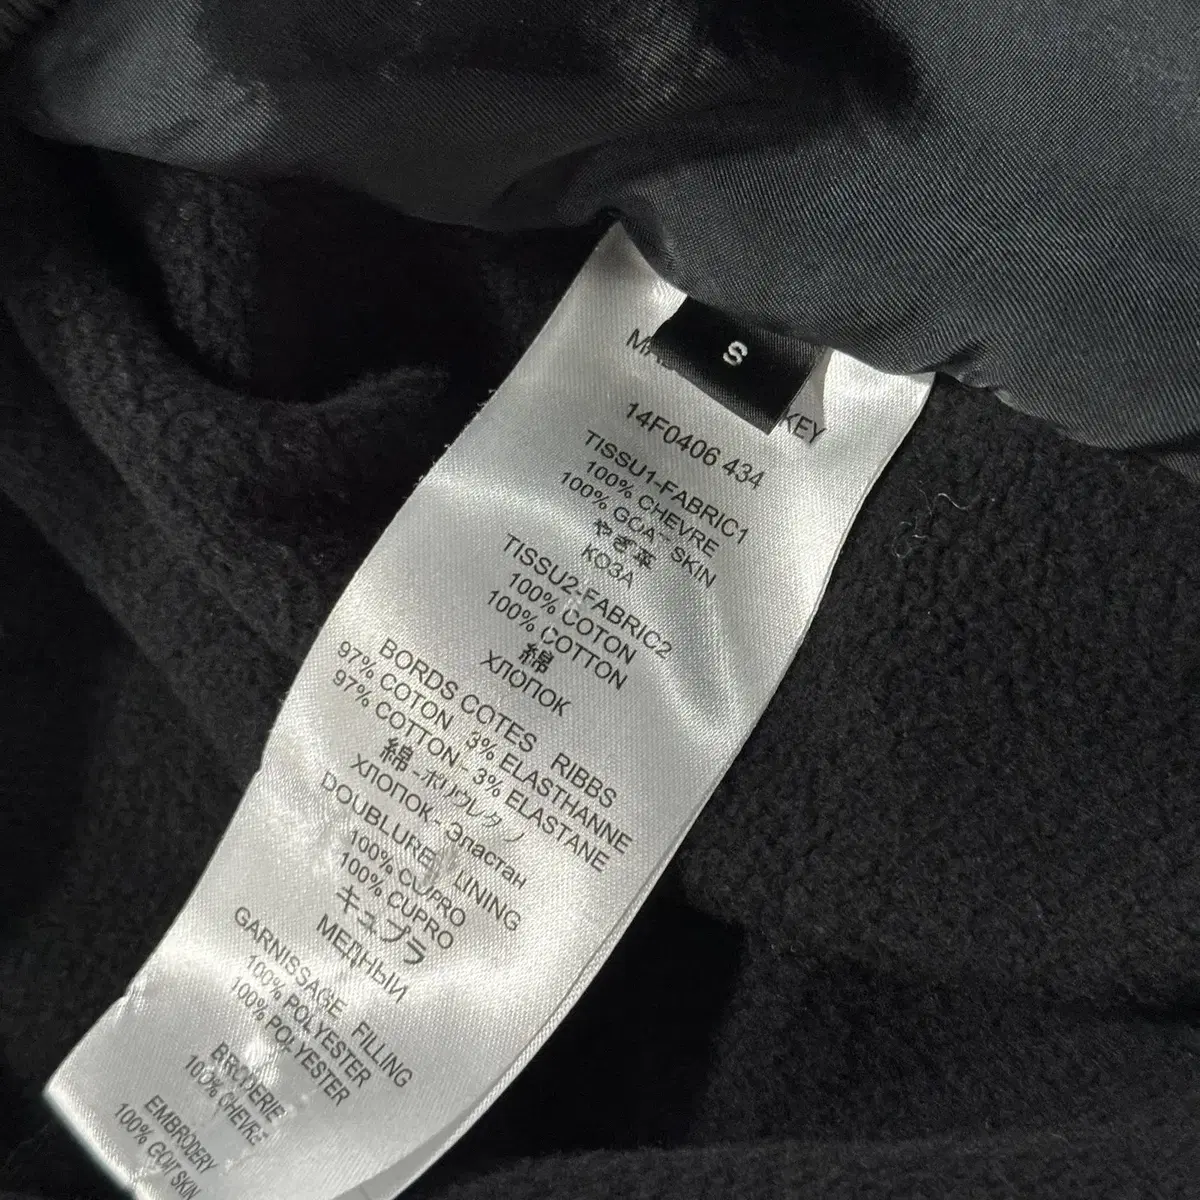 S
KEY
14F0406 434
TISSU1-FABRIC1
100% CHEVRE
100% GOAT SKIN
やぎ革
КОЗА
TISSU2-FABRIC2
100% COTON
100% COTTON
綿
ХЛОПОК
BORDS COTES RIBBS
97% COTON - 3% ELASTHANNE
97% COTTON - 3% ELASTANE
綿 - ポリウレタン
ХЛОПОК - Эластан
DOUBLURE LINING
100% CUPRO
100% CUPRO
キュプラ
МЕДНЫЙ
GARNISSAGE FILLING
100% POLYESTER
100% POLYESTER
BRODERIE
100% CHEVRE
EMBRODERY
100% GOIT SKIN